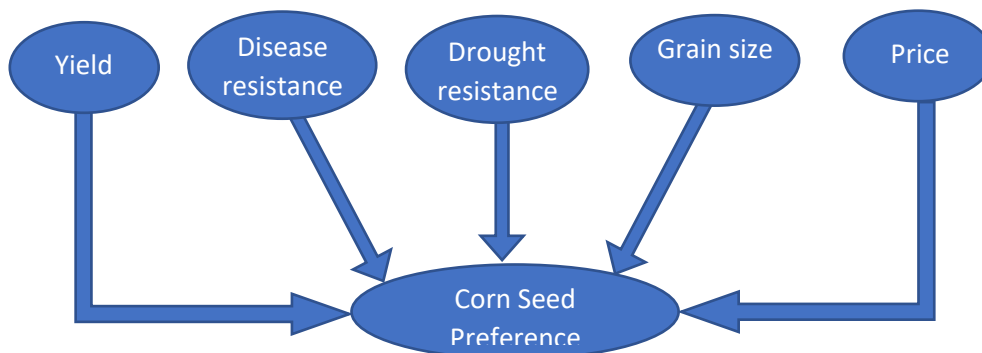 Yield
Disease
resistance
Drought
resistance
Grain size
Price
Corn Seed
Preference